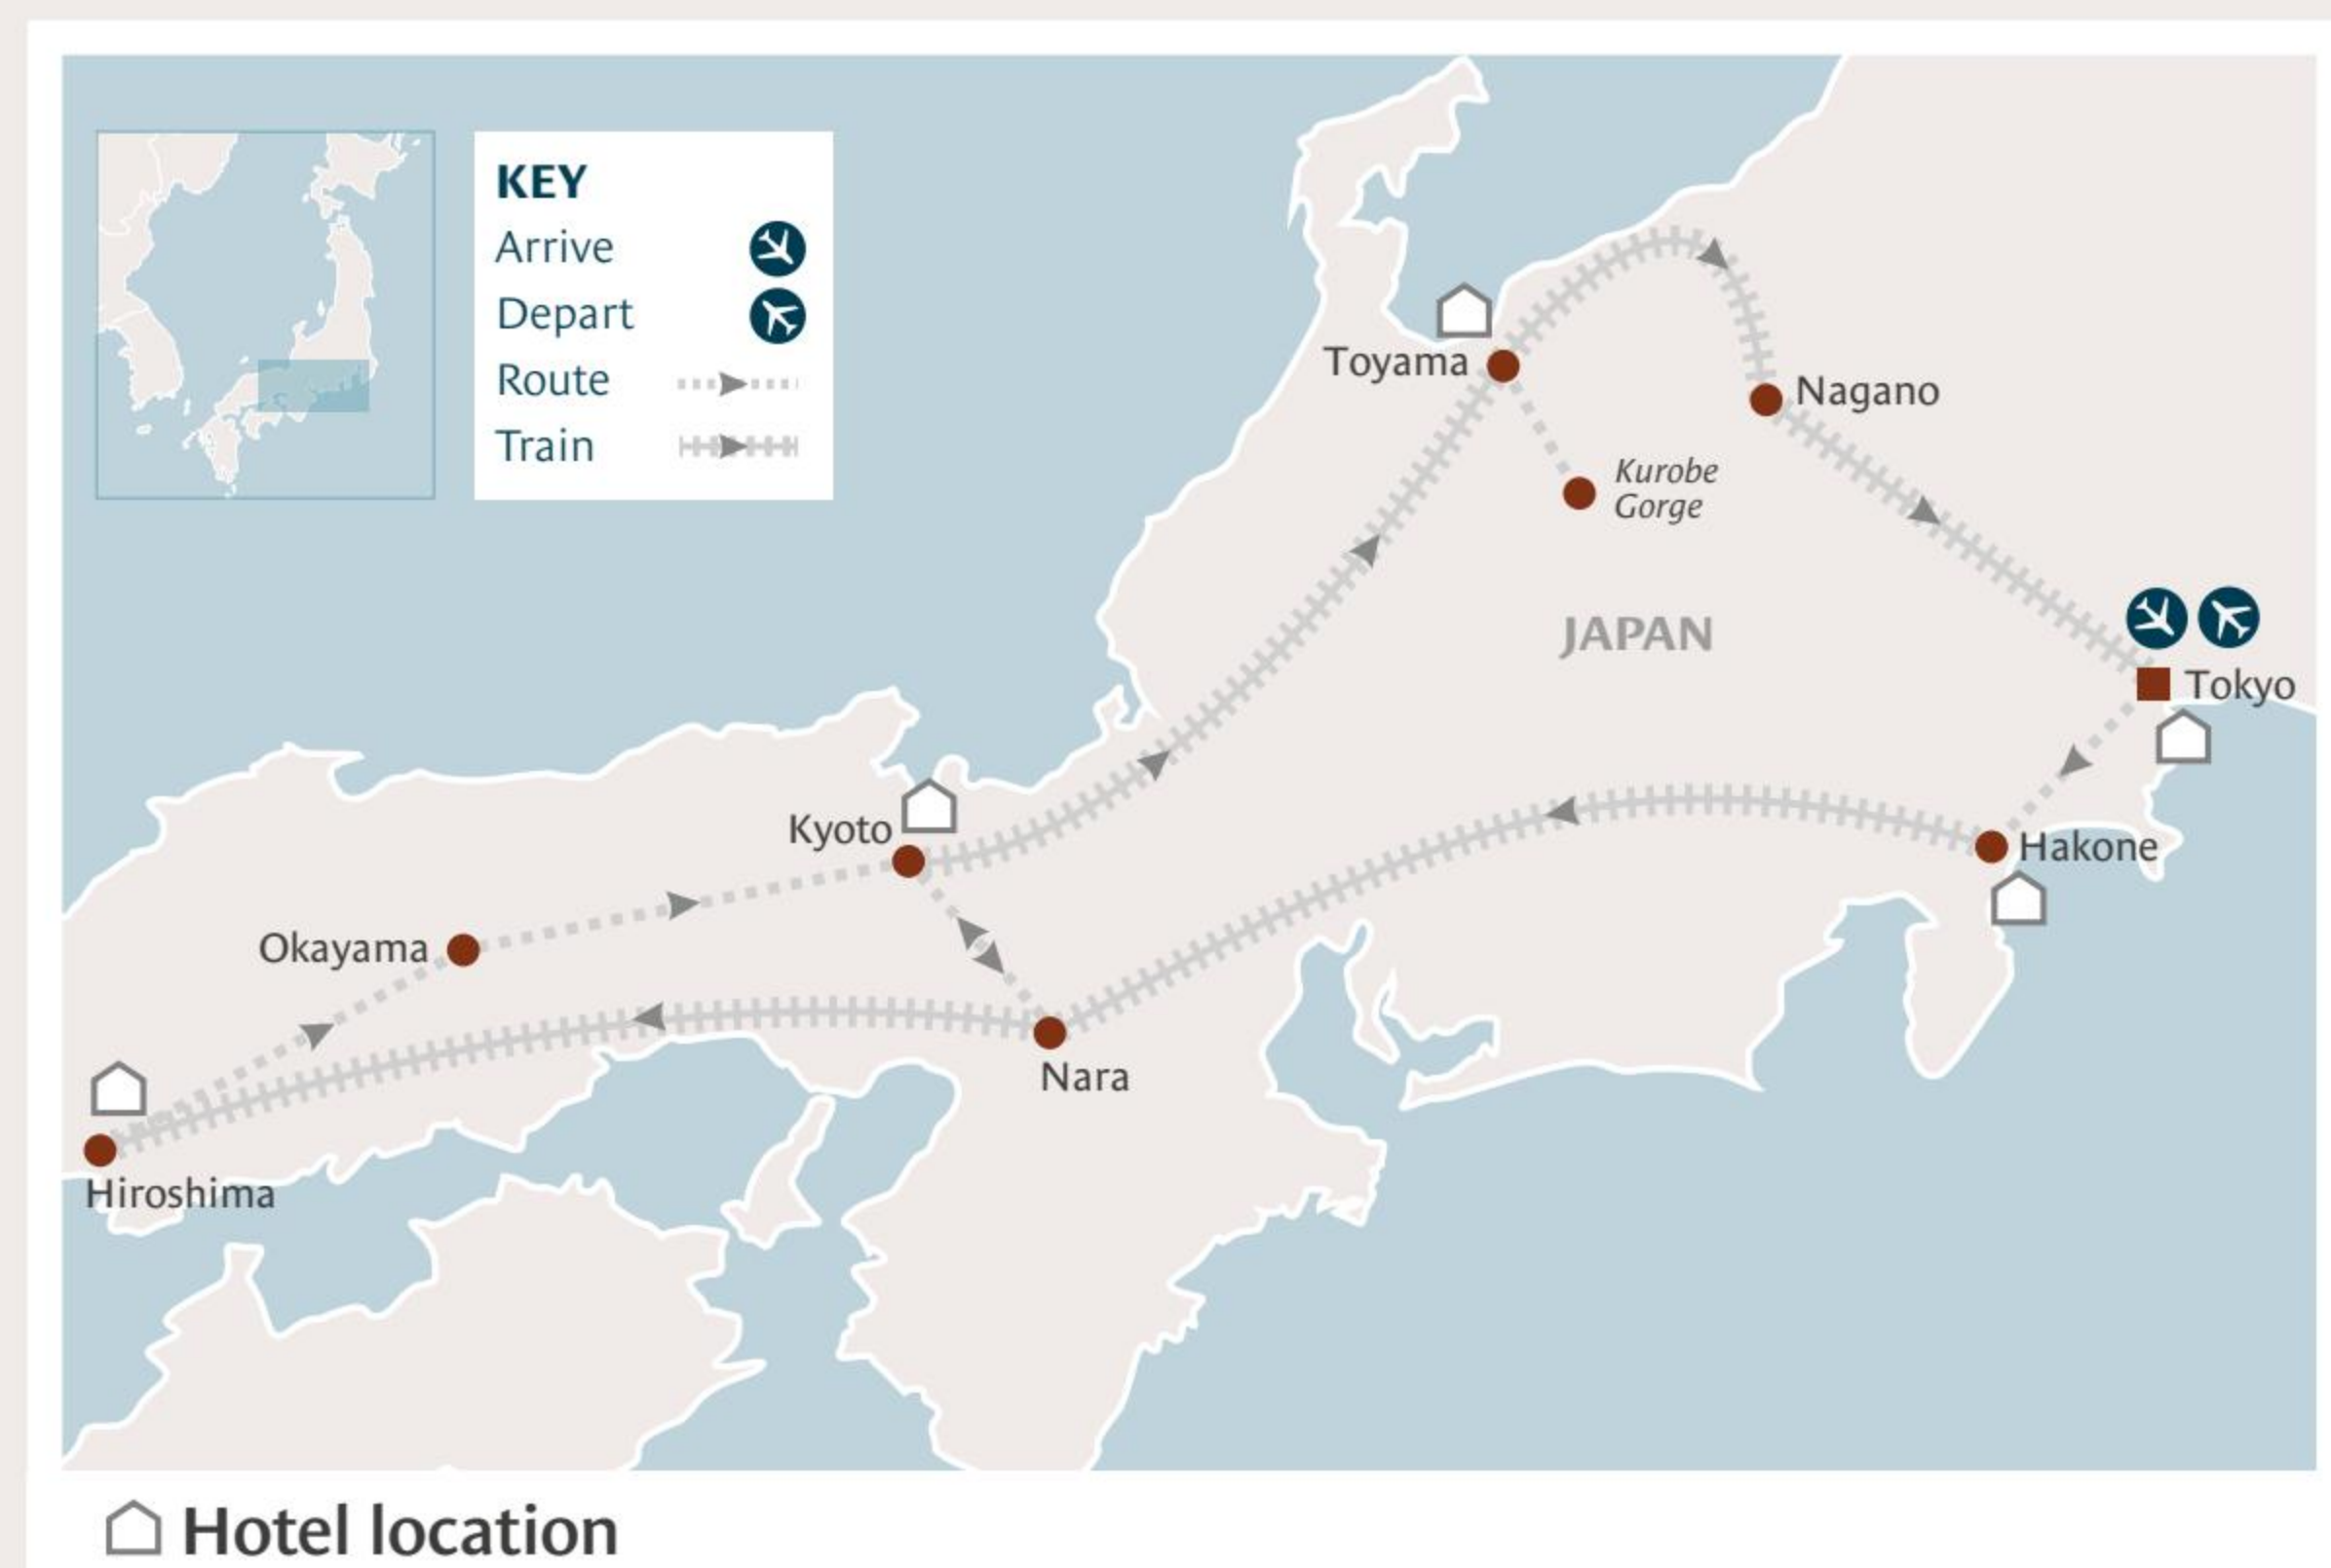 KEY
Arrive
Depart
Route
Train
Toyama
Nagano
Kurobe
Gorge
JAPAN
Tokyo
Kyoto
Hakone
Okayama
Nara
Hiroshima
Hotel location